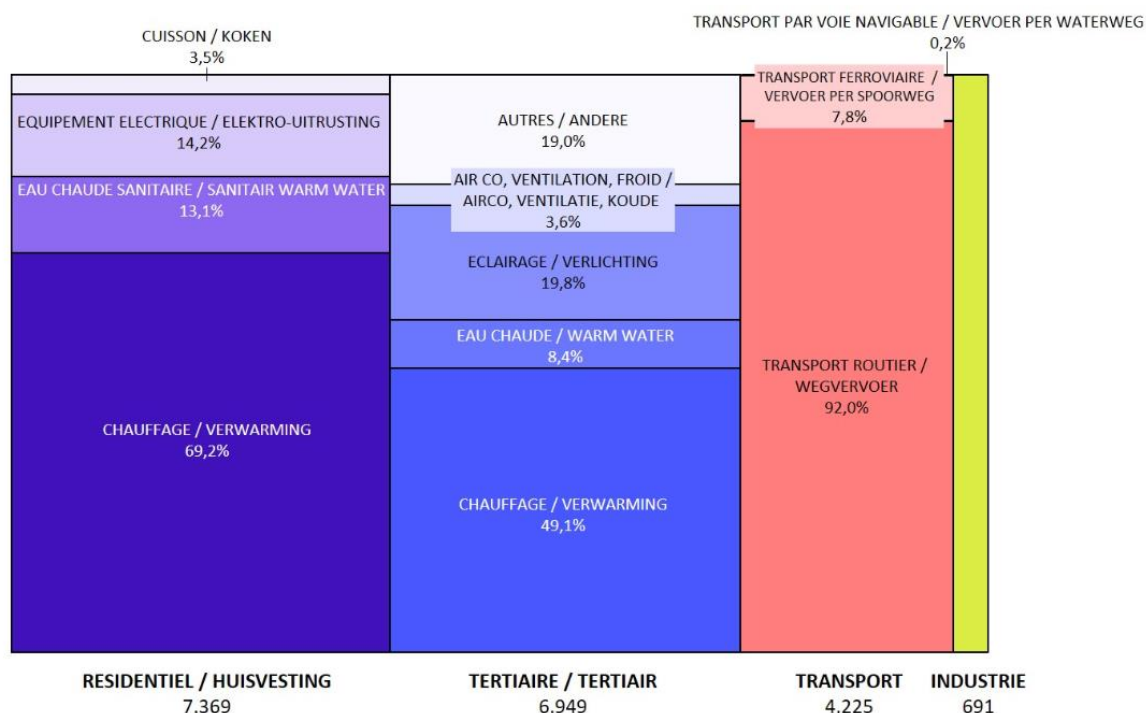 TRANSPORT PAR VOIE NAVIGABLE / VERVOER PER WATERWEG
0,2%
CUISSON / KOKEN
3,5%
EQUIPEMENT ELECTRIQUE / ELEKTRO-UITRUSTING
14,2%
EAU CHAUDE SANITAIRE / SANITAIR WARM WATER
13,1%
CHAUFFAGE / VERWARMING
69,2%
AUTRES / ANDERE
19,0%
AIR CO, VENTILATION, FROID /
AIRCO, VENTILATIE, KOUDE
3,6%
ECLAIRAGE / VERLICHTING
19,8%
EAU CHAUDE / WARM WATER
8,4%
CHAUFFAGE / VERWARMING
49,1%
TRANSPORT FERROVIAIRE /
VERVOER PER SPOORWEG
7,8%
TRANSPORT ROUTIER /
WEGVERVOER
92,0%
RESIDENTIEL / HUISVESTING
7.369
TERTIAIRE / TERTIAIR
6.949
TRANSPORT
4.225
INDUSTRIE
691